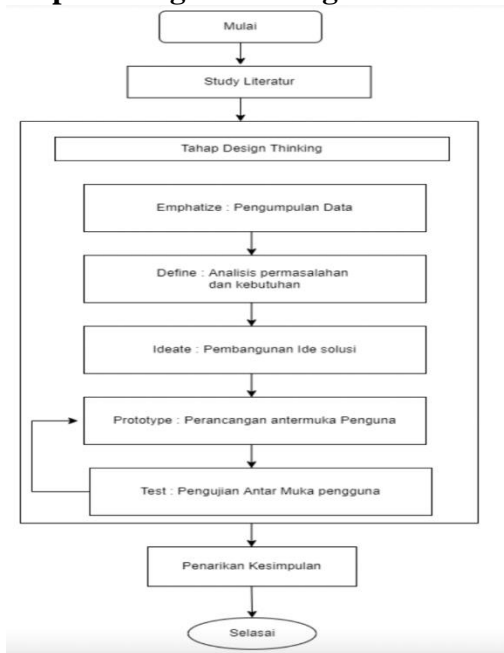 Mulai
Study Literatur
Tahap Design Thinking
Emphatize : Pengumpulan Data
Define : Analisis permasalahan
dan kebutuhan
Ideate : Pembangunan Ide solusi
Prototype : Perancangan antermuka Penguna
Test : Pengujian Antar Muka pengguna
Penarikan Kesimpulan
Selasai